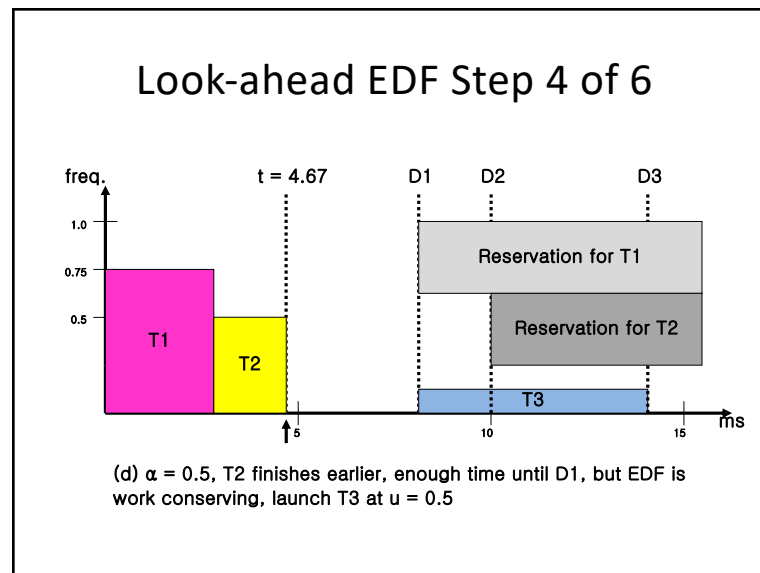 Look-ahead EDF Step 4 of 6
freq.
t = 4.67
D1
D2
D3
1.0
0.75
0.5
Reservation for T1
Reservation for T2
T1
T2
T3
5
10
15
ms
(d) α = 0.5, T2 finishes earlier, enough time until D1, but EDF is
work conserving, launch T3 at u = 0.5